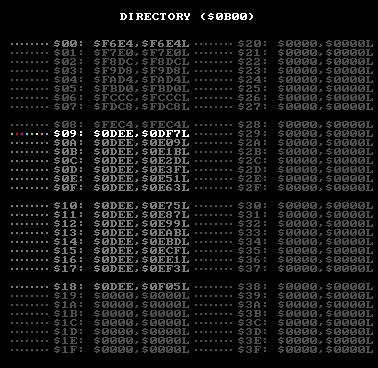 DIRECTORY ($0B00)
········$00: $F6E4,$F6E4L ········$20: $0000,$0000L
········$01: $F7E0,$F7E0L ········$21: $0000,$0000L
········$02: $F8DC,$F8DCL ········$22: $0000,$0000L
········$03: $F9D8,$F9D8L ········$23: $0000,$0000L
········$04: $FAD4,$FAD4L ········$24: $0000,$0000L
········$05: $FBD0,$FBD0L ········$25: $0000,$0000L
········$06: $FCCC,$FCCCL ········$26: $0000,$0000L
········$07: $FDC8,$FDC8L ········$27: $0000,$0000L
········$08: $FEC4,$FEC4L ········$28: $0000,$0000L
········$09: $0DEE,$0DF7L ········$29: $0000,$0000L
········$0A: $0DEE,$0E09L ········$2A: $0000,$0000L
········$0B: $0DEE,$0E1BL ········$2B: $0000,$0000L
········$0C: $0DEE,$0E2DL ········$2C: $0000,$0000L
········$0D: $0DEE,$0E3FL ········$2D: $0000,$0000L
········$0E: $0DEE,$0E51L ········$2E: $0000,$0000L
········$0F: $0DEE,$0E63L ········$2F: $0000,$0000L
········$10: $0DEE,$0E75L ········$30: $0000,$0000L
········$11: $0DEE,$0E87L ········$31: $0000,$0000L
········$12: $0DEE,$0E99L ········$32: $0000,$0000L
········$13: $0DEE,$0EABL ········$33: $0000,$0000L
········$14: $0DEE,$0EBDL ········$34: $0000,$0000L
········$15: $0DEE,$0ECFL ········$35: $0000,$0000L
········$16: $0DEE,$0EE1L ········$36: $0000,$0000L
········$17: $0DEE,$0EF3L ········$37: $0000,$0000L
········$18: $0DEE,$0F05L ········$38: $0000,$0000L
········$19: $0000,$0000L ········$39: $0000,$0000L
········$1A: $0000,$0000L ········$3A: $0000,$0000L
········$1B: $0000,$0000L ········$3B: $0000,$0000L
········$1C: $0000,$0000L ········$3C: $0000,$0000L
········$1D: $0000,$0000L ········$3D: $0000,$0000L
········$1E: $0000,$0000L ········$3E: $0000,$0000L
········$1F: $0000,$0000L ········$3F: $0000,$0000L